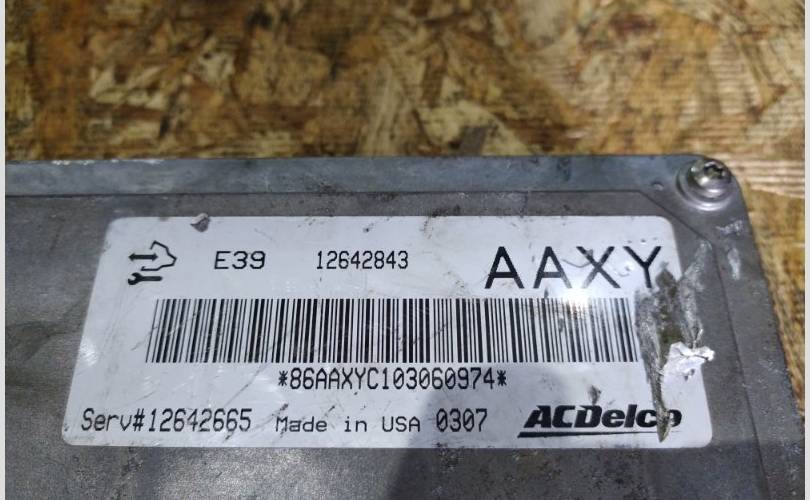 E39 12642843 AAXY
*86AAXYC103060974*
Serv#12642665 Made in USA 0307 ACDelco